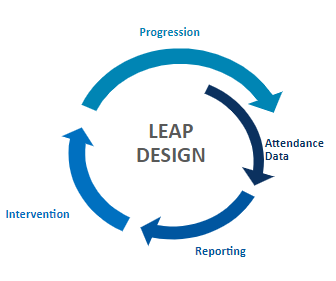 Progression
LEAP
DESIGN
Attendance
Data
Intervention
Reporting